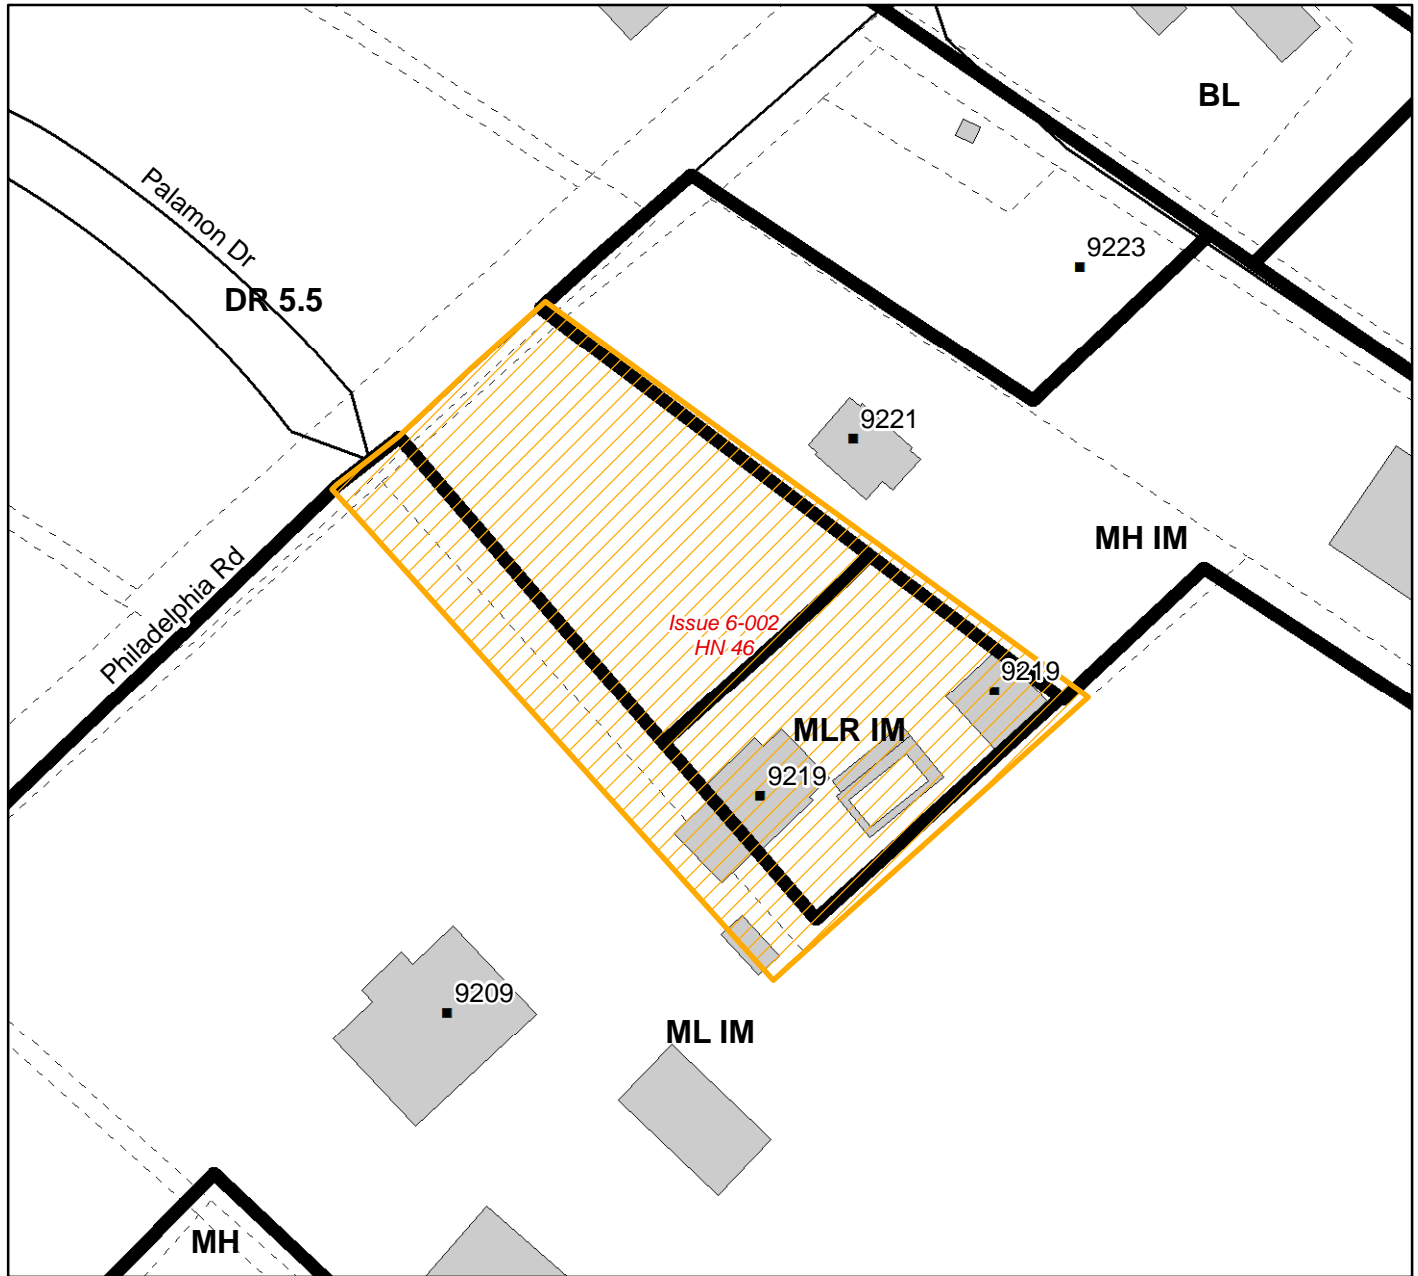 BL
Palamon Dr
9223
DR 5.5
9221
MH IM
Philadelphia Rd
Issue 6-002
HN 46
9219
MLR IM
9219
9209
ML IM
MH